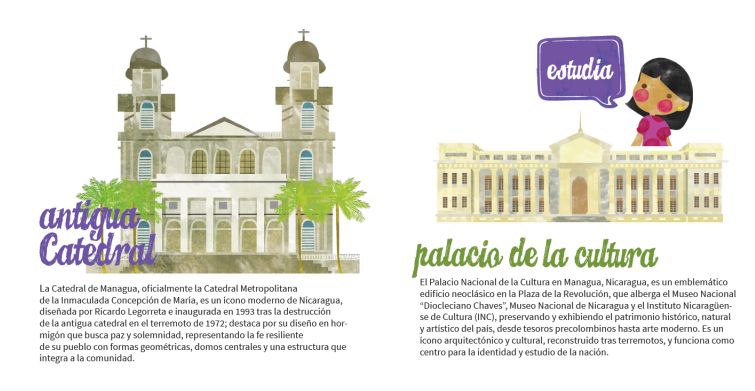 antigua
Catedral
La Catedral de Managua, oficialmente la Catedral Metropolitana
de la Inmaculada Concepción de María, es un ícono moderno de Nicaragua,
diseñada por Ricardo Legorreta e inaugurada en 1993 tras la destrucción
de la antigua catedral en el terremoto de 1972; destaca por su diseño en hor-
migón que busca paz y solemnidad, representando la fe resiliente
de su pueblo con formas geométricas, domos centrales y una estructura que
integra a la comunidad.
estudia
palacio de la cultura
El Palacio Nacional de la Cultura en Managua, Nicaragua, es un emblemático
edificio neoclásico en la Plaza de la Revolución, que alberga el Museo Nacional
“Diocleciano Chaves”, Museo Nacional de Nicaragua y el Instituto Nicaragüen-
se de Cultura (INC), preservando y exhibiendo el patrimonio histórico, natural
y artístico del país, desde tesoros precolombinos hasta arte moderno. Es un
ícono arquitectónico y cultural, reconstruido tras terremotos, y funciona como
centro para la identidad y estudio de la nación.